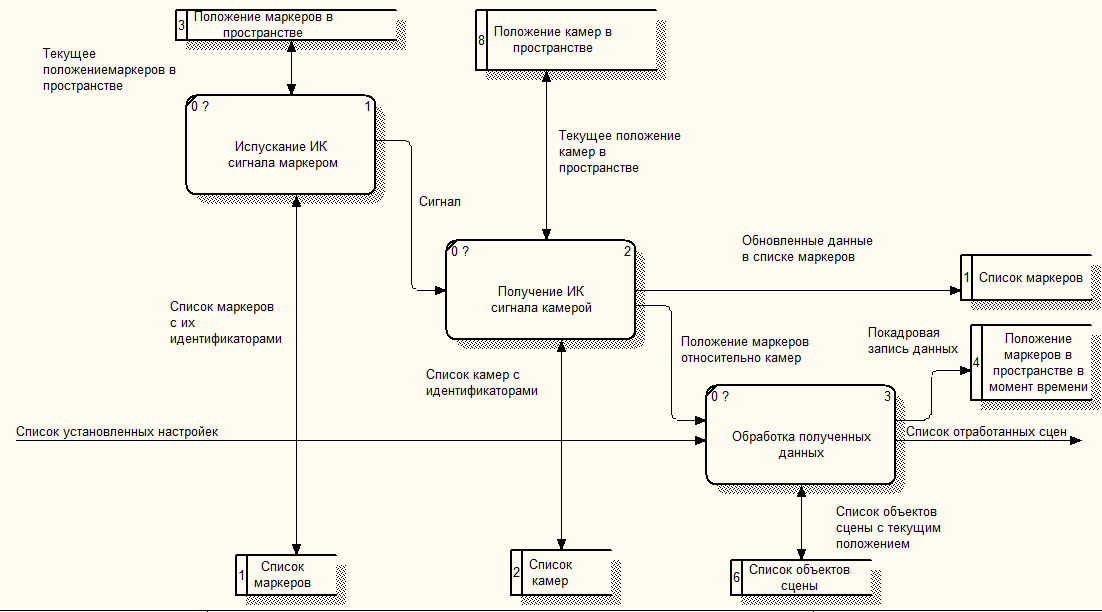 3
Положение маркеров в
пространстве
8
Положение камер в
пространстве
Текущее
положениемаркеров в
пространстве
0 ?
1
Испускание ИК
сигнала маркером
Текущее положение
камер в
пространстве
Сигнал
0 ?
2
Получение ИК
сигнала камерой
Обновленные данные
в списке маркеров
1
Список маркеров
Список маркеров
с их
идентификаторами
Положение маркеров
относительно камер
Покадровая
запись данных
4
Положение
маркеров в
пространстве в
момент времени
Список камер с
идентификаторами
0 ?
3
Обработка полученных
данных
Список установленных настройек
Список отработанных сцен
Список объектов
сцены с текущим
положением
1
Список
маркеров
2
Список
камер
6
Список объектов
сцены